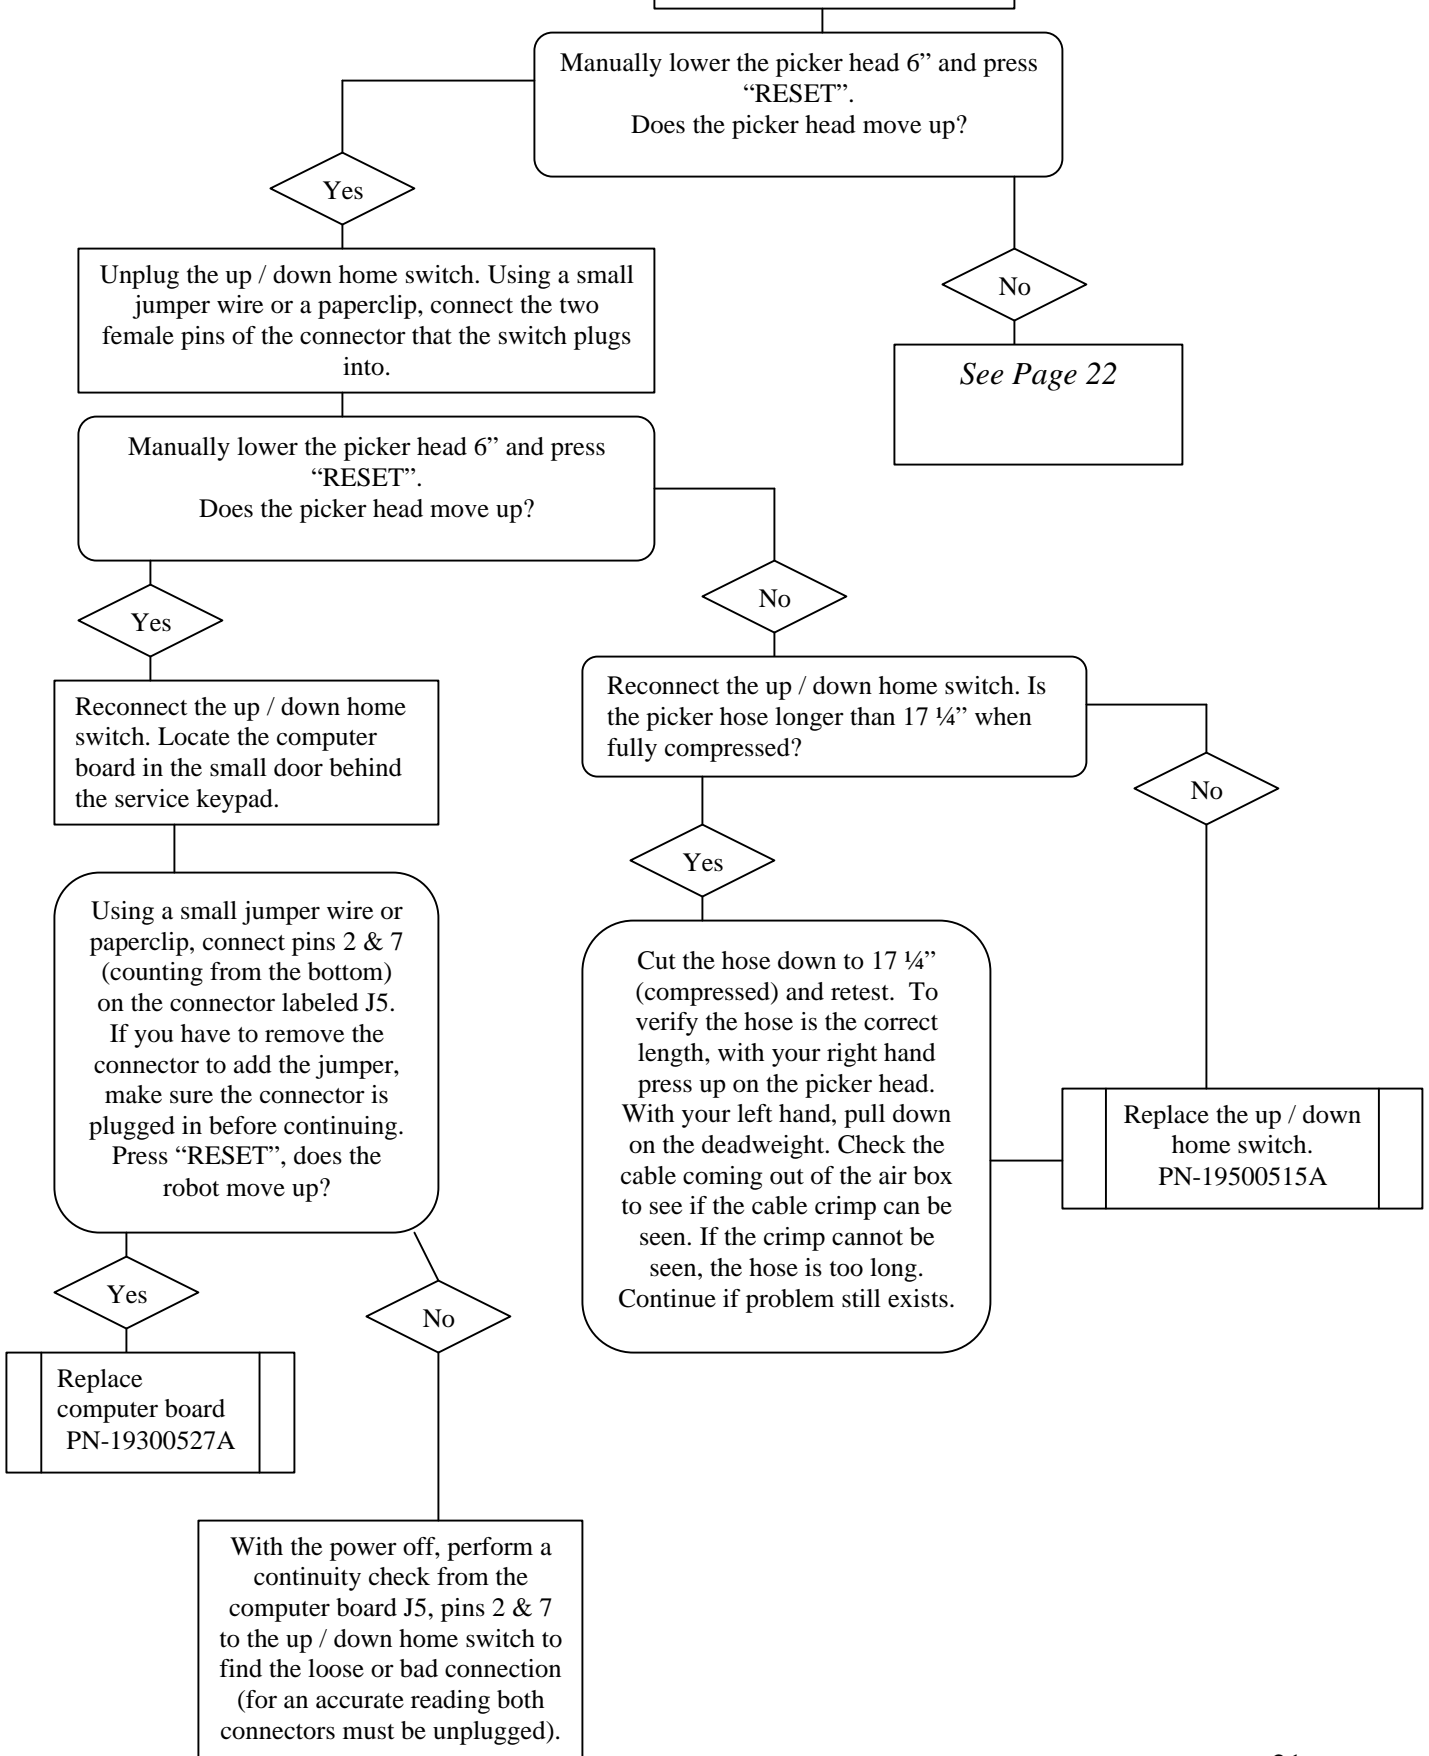 Manually lower the picker head 6” and press
“RESET”.
Does the picker head move up?
Yes
No
Unplug the up / down home switch. Using a small
jumper wire or a paperclip, connect the two
female pins of the connector that the switch plugs
into.
See Page 22
Manually lower the picker head 6” and press
“RESET”.
Does the picker head move up?
Yes
No
Reconnect the up / down home
switch. Locate the computer
board in the small door behind
the service keypad.
Reconnect the up / down home switch. Is
the picker hose longer than 17 ¼” when
fully compressed?
No
Yes
Using a small jumper wire or
paperclip, connect pins 2 & 7
(counting from the bottom)
on the connector labeled J5.
If you have to remove the
connector to add the jumper,
make sure the connector is
plugged in before continuing.
Press “RESET”, does the
robot move up?
Cut the hose down to 17 ¼”
(compressed) and retest.  To
verify the hose is the correct
length, with your right hand
press up on the picker head.
With your left hand, pull down
on the deadweight. Check the
cable coming out of the air box
to see if the cable crimp can be
seen. If the crimp cannot be
seen, the hose is too long.
Continue if problem still exists.
Replace the up / down
home switch.
PN-19500515A
Yes
No
Replace
computer board
PN-19300527A
With the power off, perform a
continuity check from the
computer board J5, pins 2 & 7
to the up / down home switch to
find the loose or bad connection
(for an accurate reading both
connectors must be unplugged).